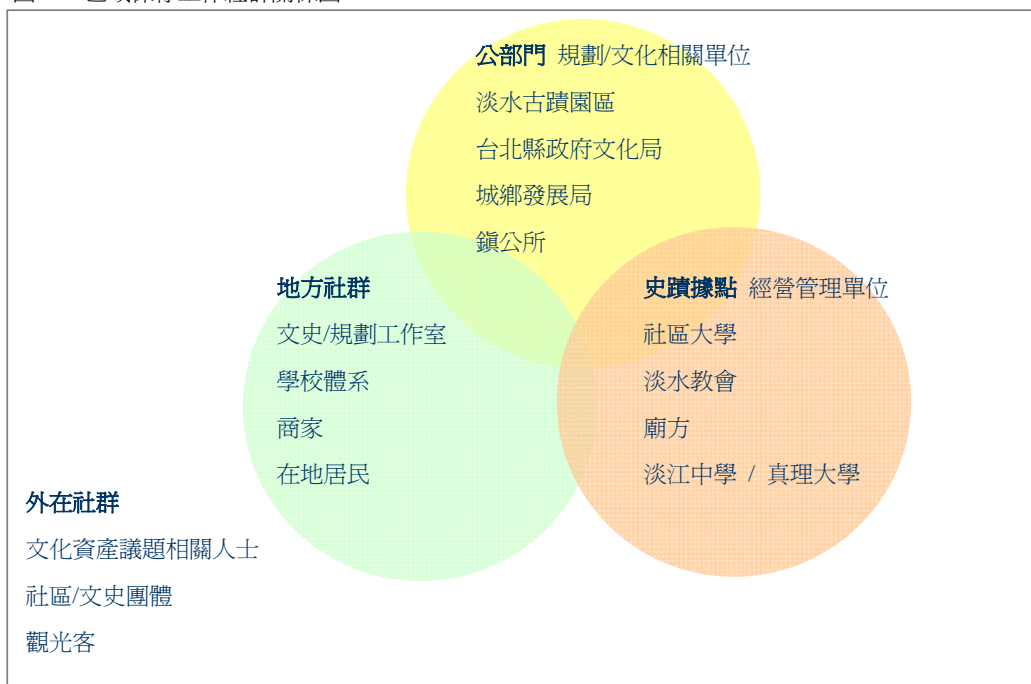 公部門 規劃/文化相關單位
淡水古蹟園區
台北縣政府文化局
城鄉發展局
鎮公所
地方社群
文史/規劃工作室
學校體系
商家
在地居民
史蹟據點 經營管理單位
社區大學
淡水教會
廟方
淡江中學 / 真理大學
外在社群
文化資產議題相關人士
社區/文史團體
觀光客